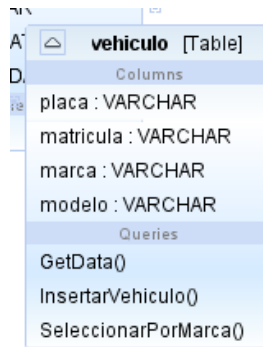 vehiculo [Table]
Columns
placa : VARCHAR
matricula : VARCHAR
marca : VARCHAR
modelo : VARCHAR
Queries
GetData()
InsertarVehiculo()
SeleccionarPorMarca()